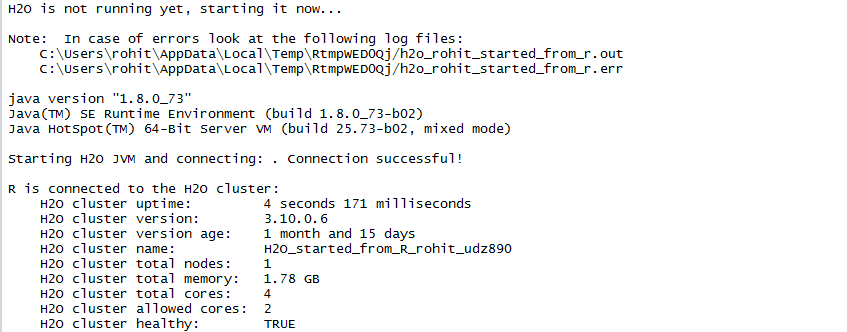 H2O is not running yet, starting it now...
Note:  In case of errors look at the following log files:
    C:\Users\rohit\AppData\Local\Temp\RtmpWEDOQj/h2o_rohit_started_from_r.out
    C:\Users\rohit\AppData\Local\Temp\RtmpWEDOQj/h2o_rohit_started_from_r.err
java version "1.8.0_73"
Java(TM) SE Runtime Environment (build 1.8.0_73-b02)
Java HotSpot(TM) 64-Bit Server VM (build 25.73-b02, mixed mode)
Starting H2O JVM and connecting: . Connection successful!
R is connected to the H2O cluster:
    H2O cluster uptime:         4 seconds 171 milliseconds
    H2O cluster version:        3.10.0.6
    H2O cluster version age:    1 month and 15 days
    H2O cluster name:           H2O_started_from_R_rohit_udz890
    H2O cluster total nodes:    1
    H2O cluster total memory:   1.78 GB
    H2O cluster total cores:    4
    H2O cluster allowed cores:  2
    H2O cluster healthy:        TRUE